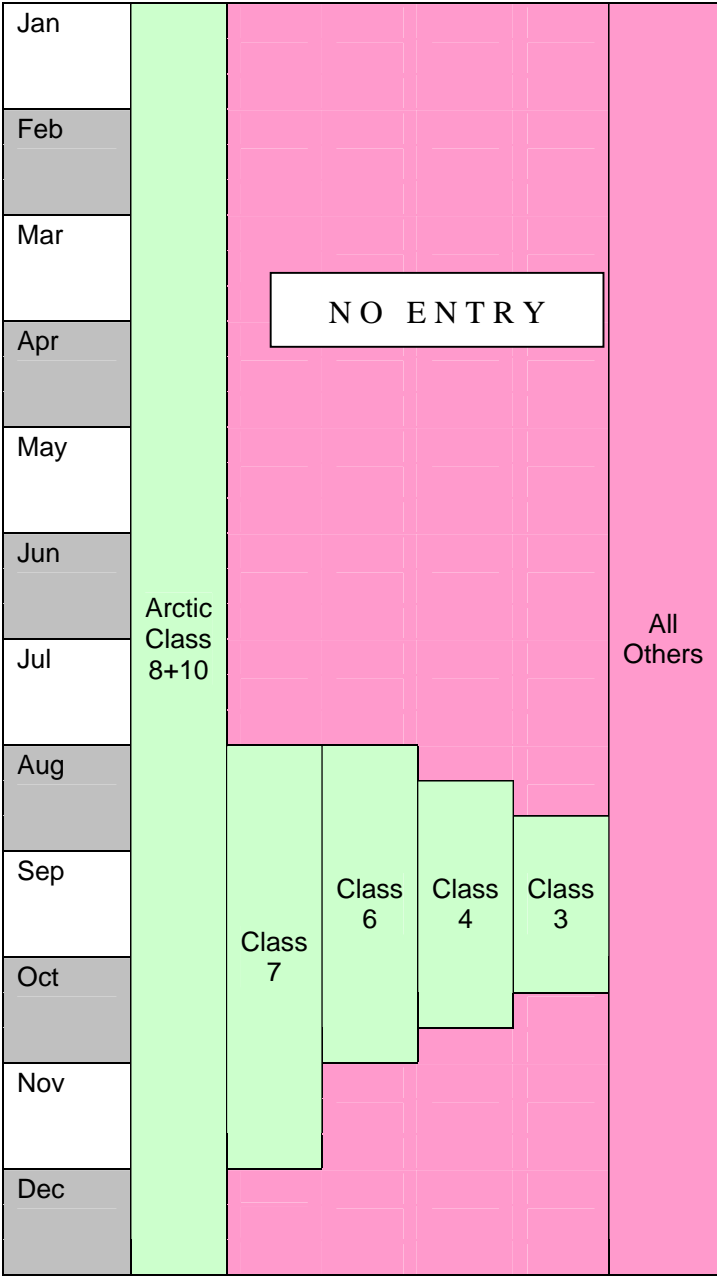 Jan
Feb
Mar
NO ENTRY
Apr
May
Jun
Arctic
Class
8+10
All
Others
Jul
Aug
Sep
Class
6
Class
4
Class
3
Class
7
Oct
Nov
Dec